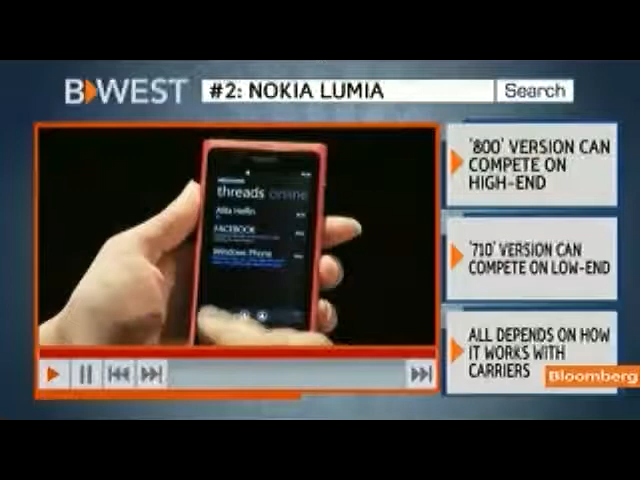 B WEST
#2: NOKIA LUMIA
Search
threads online
FACEBOOK
Windows Phone
'800' VERSION CAN
COMPETE ON
HIGH-END
'710' VERSION CAN
COMPETE ON LOW-END
ALL DEPENDS ON HOW
IT WORKS WITH
CARRIERS
Bloomberg